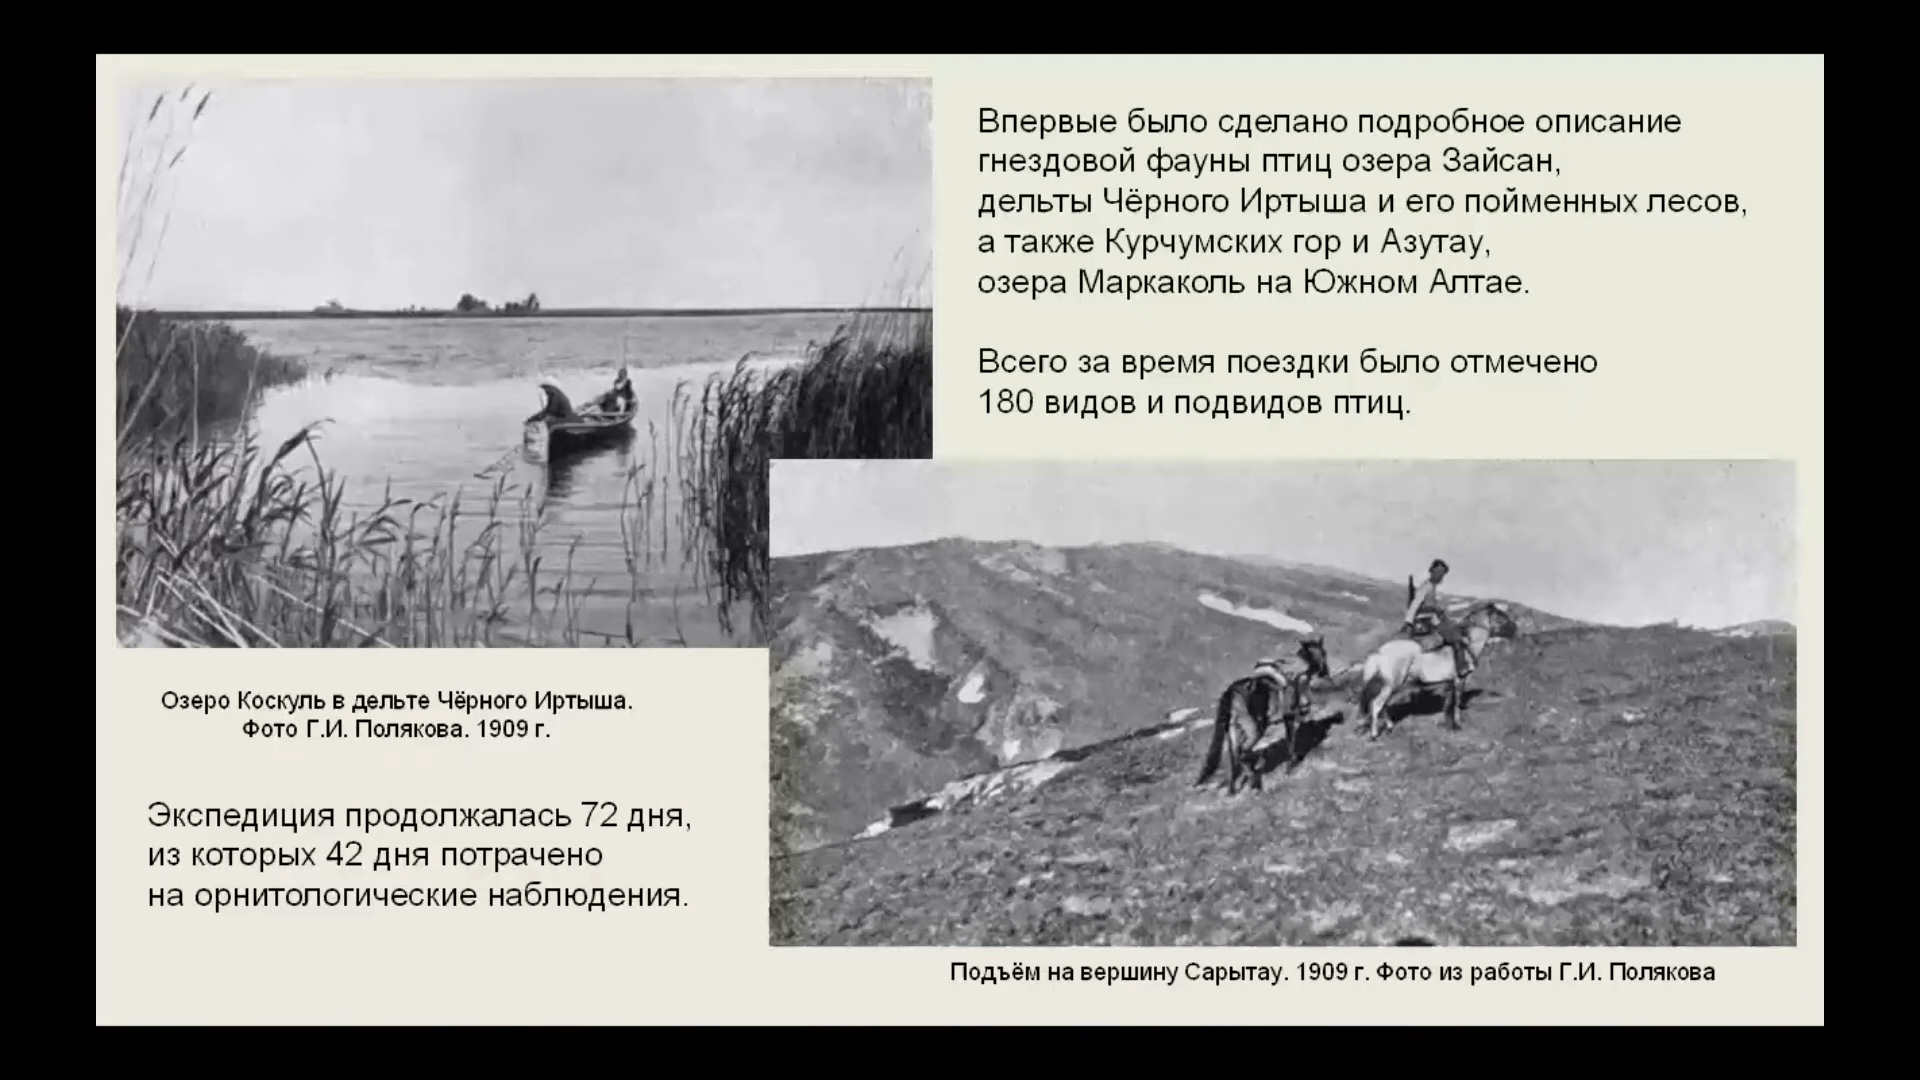 Впервые было сделано подробное описание
гнездовой фауны птиц озера Зайсан,
дельты Чёрного Иртыша и его пойменных лесов,
а также Курчумских гор и Азутау,
озера Маркаколь на Южном Алтае.
Всего за время поездки было отмечено
180 видов и подвидов птиц.
Озеро Коскуль в дельте Чёрного Иртыша.
Фото Г.И. Полякова. 1909 г.
Экспедиция продолжалась 72 дня,
из которых 42 дня потрачено
на орнитологические наблюдения.
Подъём на вершину Сарытау. 1909 г. Фото из работы Г.И. Полякова